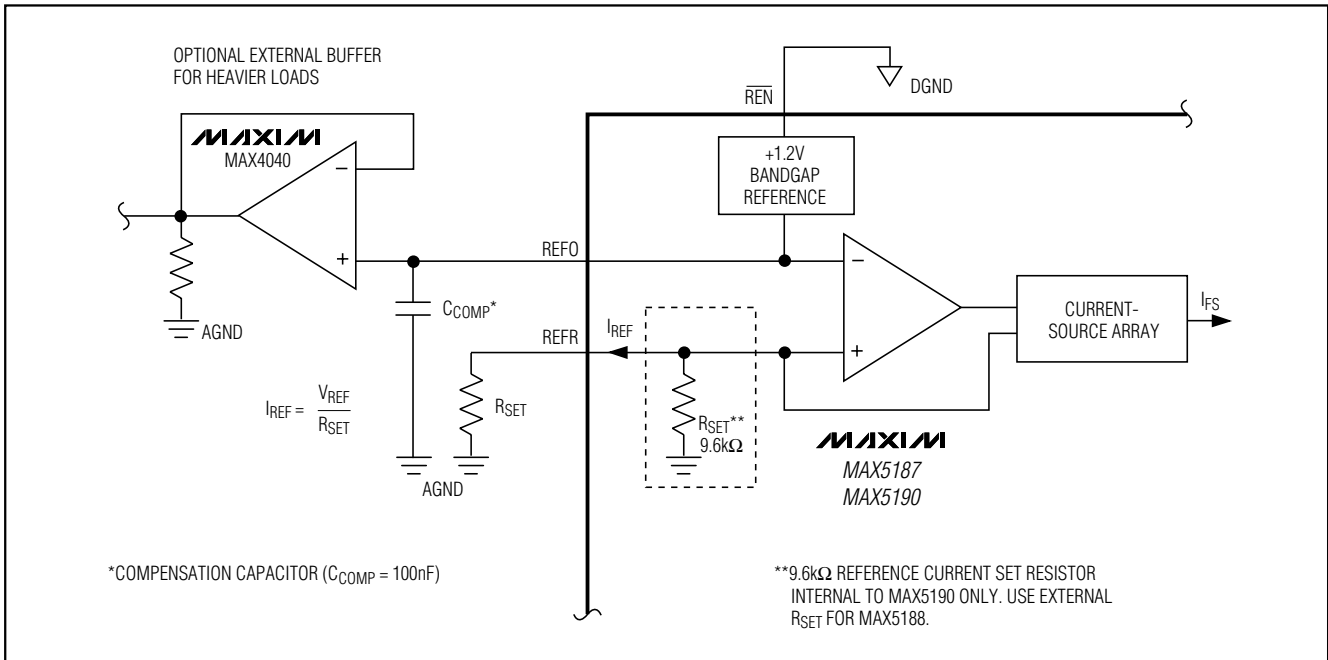 OPTIONAL EXTERNAL BUFFER
FOR HEAVIER LOADS
MAXIM
MAX4040
−
+
AGND
REN
DGND
+1.2V
BANDGAP
REFERENCE
REFO
CCOMP*
REFR
IREF
−
+
CURRENT-
SOURCE ARRAY
IFS
IREF = VREF
RSET
RSET
AGND
RSET**
9.6kΩ
MAXIM
MAX5187
MAX5190
*COMPENSATION CAPACITOR (CCOMP = 100nF)
**9.6kΩ REFERENCE CURRENT SET RESISTOR
INTERNAL TO MAX5190 ONLY. USE EXTERNAL
RSET FOR MAX5188.